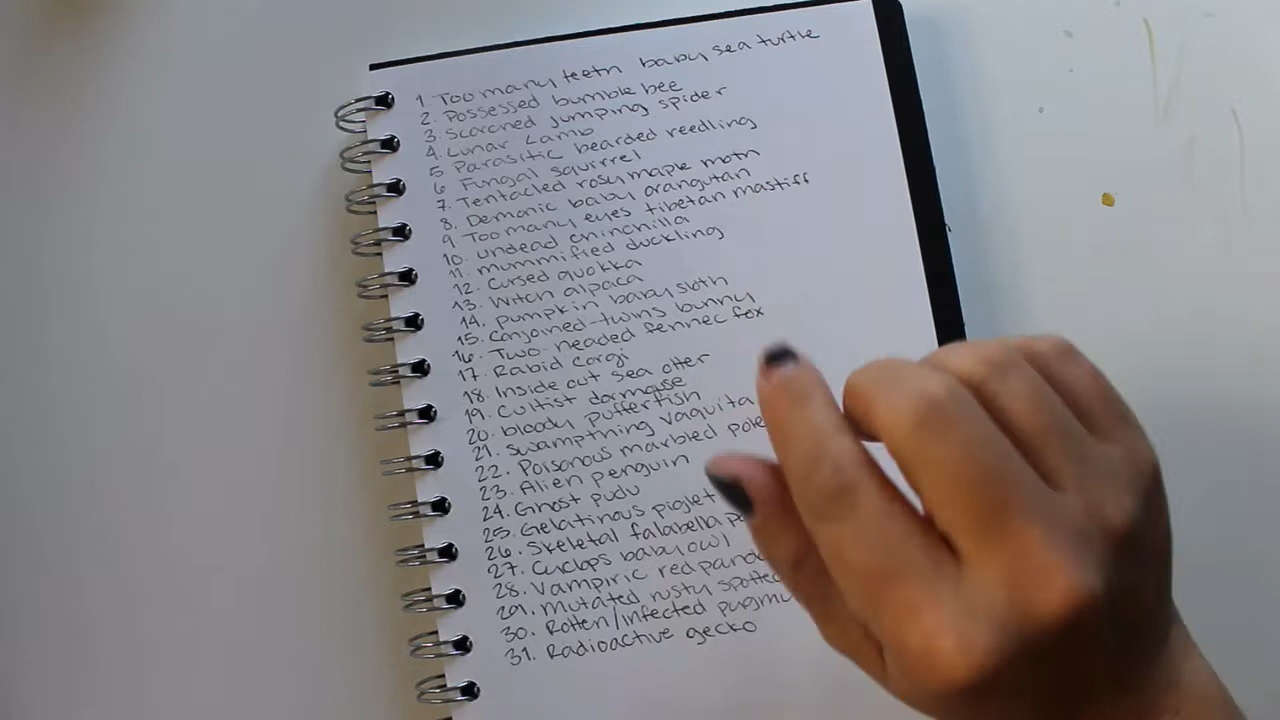 1. Too many teeth baby sea turtle
2. Possessed bumble bee
3. Scorched jumping spider
4. Lunar Lamb
5. Parasitic bearded reedling
6. Fungal squirrel
7. Tentacled rosy maple moth
8. Demonic baby orangutan
9. Too many eyes tibetan mastiff
10. undead chinchilla
11. mummified duckling
12. Cursed quokka
13. Witch alpaca
14. pumpkin baby sloth
15. Conjoined-twins bunny
16. Two-headed fennec fox
17. Rabid Corgi
18. Inside out sea otter
19. Cultist dormouse
20. bloody pufferfish
21. swampthing vaquita
22. Poisonous marbled pole
23. Alien penguin
24. Ghost pudu
25. Gelatinous piglet
26. Skeletal falabella
27. Cyclops baby owl
28. Vampiric red panda
29. mutated rusty spotted
30. Rotten/infected pygmy
31. Radioactive gecko